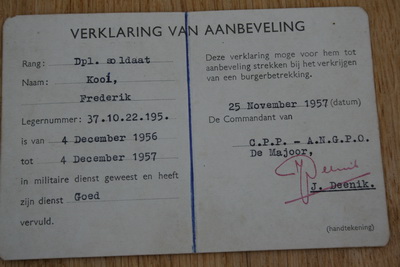 VERKLARING VAN AANBEVELING
Rang: Dpl. soldaat
Naam: Kooi,
Frederik
Legernummer: 37.10.22.195.
is van 4 December 1956
tot 4 December 1957
in militaire dienst geweest en heeft
zijn dienst Goed
vervuld.
Deze verklaring moge voor hem tot
aanbeveling strekken bij het verkrijgen
van een burgerbetrekking.
25 November 1957 (datum)
De Commandant van
C.P.P. - A.N.G.P.O.
De Majoor,
J. Deenik.
(handtekening)